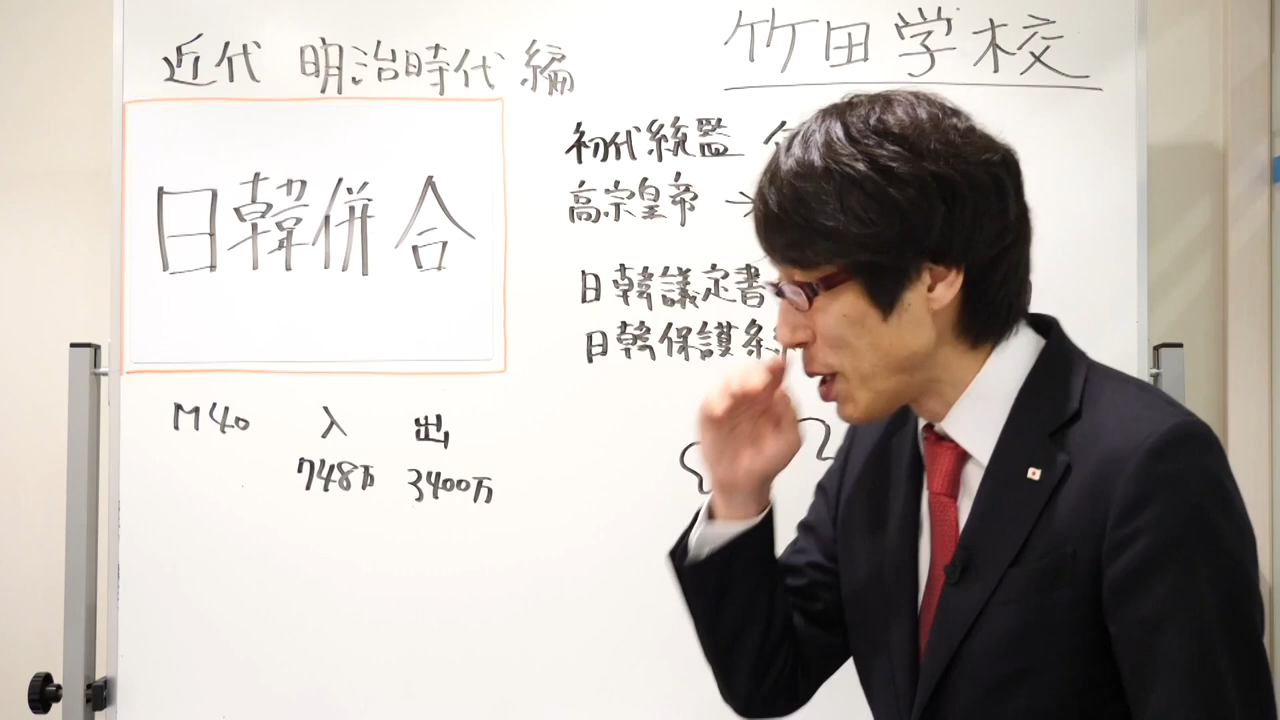 近代 明治時代 編
竹田学校
日韓併合
初代統監
高宗皇帝 →
日韓議定書
日韓保護
M40 入 出
748万 3400万